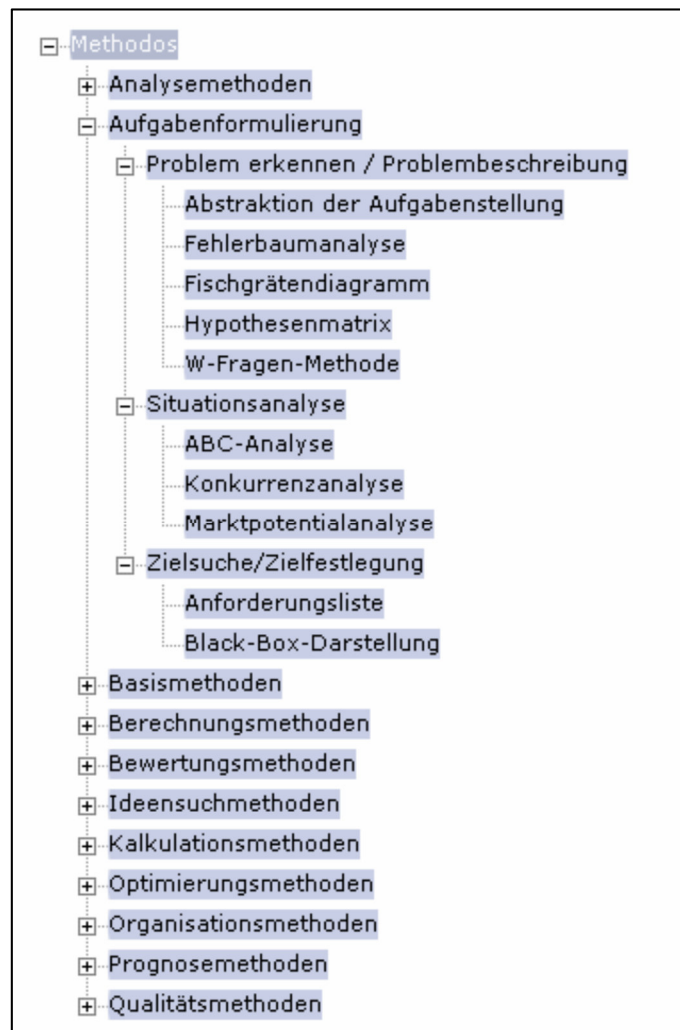 Methodos
Analysemethoden
Aufgabenformulierung
Problem erkennen / Problembeschreibung
Abstraktion der Aufgabenstellung
Fehlerbaumanalyse
Fischgrätendiagramm
Hypothesenmatrix
W-Fragen-Methode
Situationsanalyse
ABC-Analyse
Konkurrenzanalyse
Marktpotentialanalyse
Zielsuche/Zielfestlegung
Anforderungsliste
Black-Box-Darstellung
Basismethoden
Berechnungsmethoden
Bewertungsmethoden
Ideensuchmethoden
Kalkulationsmethoden
Optimierungsmethoden
Organisationsmethoden
Prognosemethoden
Qualitätsmethoden